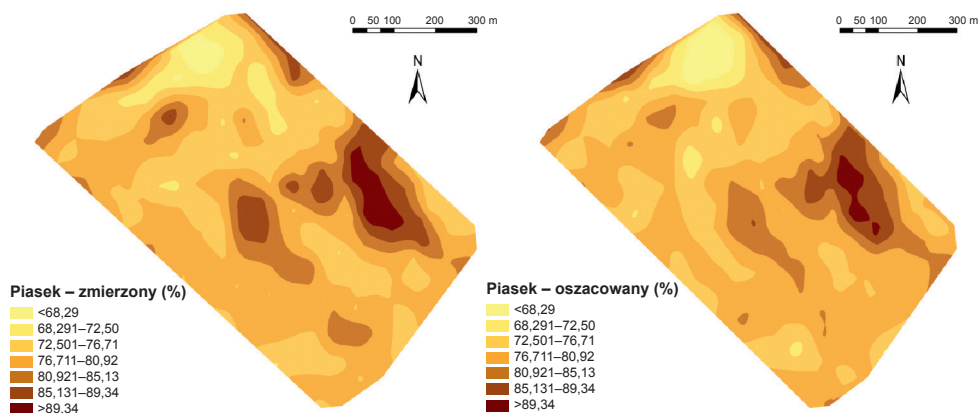 0 50 100 200 300 m
N
Piasek – zmierzony (%)
<68,29
68,291–72,50
72,501–76,71
76,711–80,92
80,921–85,13
85,131–89,34
>89,34
0 50 100 200 300 m
N
Piasek – oszacowany (%)
<68,29
68,291–72,50
72,501–76,71
76,711–80,92
80,921–85,13
85,131–89,34
>89,34